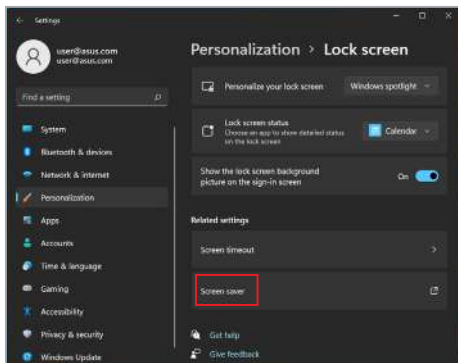 Settings
user@asus.com
user@asus.com
Find a setting
System
Bluetooth & devices
Network & internet
Personalization
Apps
Accounts
Time & language
Gaming
Accessibility
Privacy & security
Windows Update
Personalization > Lock screen
Personalize your lock screen
Windows spotlight
Lock screen status
Choose an app to show detailed status
on the lock screen
Calendar
Show the lock screen background
picture on the sign-in screen
On
Related settings
Screen timeout
Screen saver
Get help
Give feedback